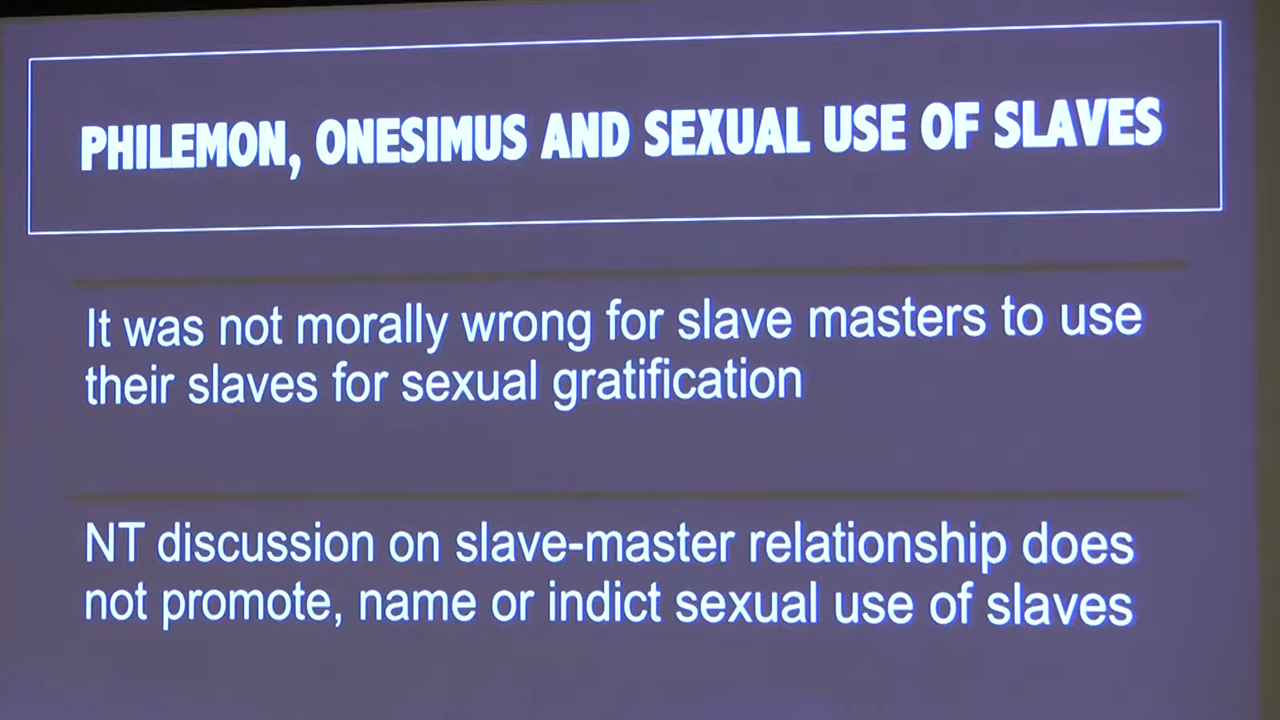 PHILEMON, ONESIMUS AND SEXUAL USE OF SLAVES
It was not morally wrong for slave masters to use
their slaves for sexual gratification
NT discussion on slave-master relationship does
not promote, name or indict sexual use of slaves